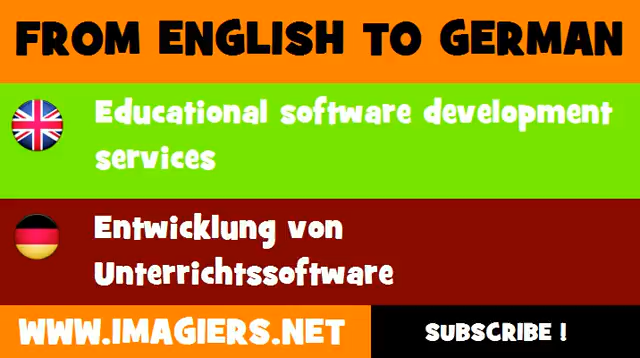 FROM ENGLISH TO GERMAN
Educational software development
services
Entwicklung von
Unterrichtssoftware
WWW.IMAGIERS.NET
SUBSCRIBE !